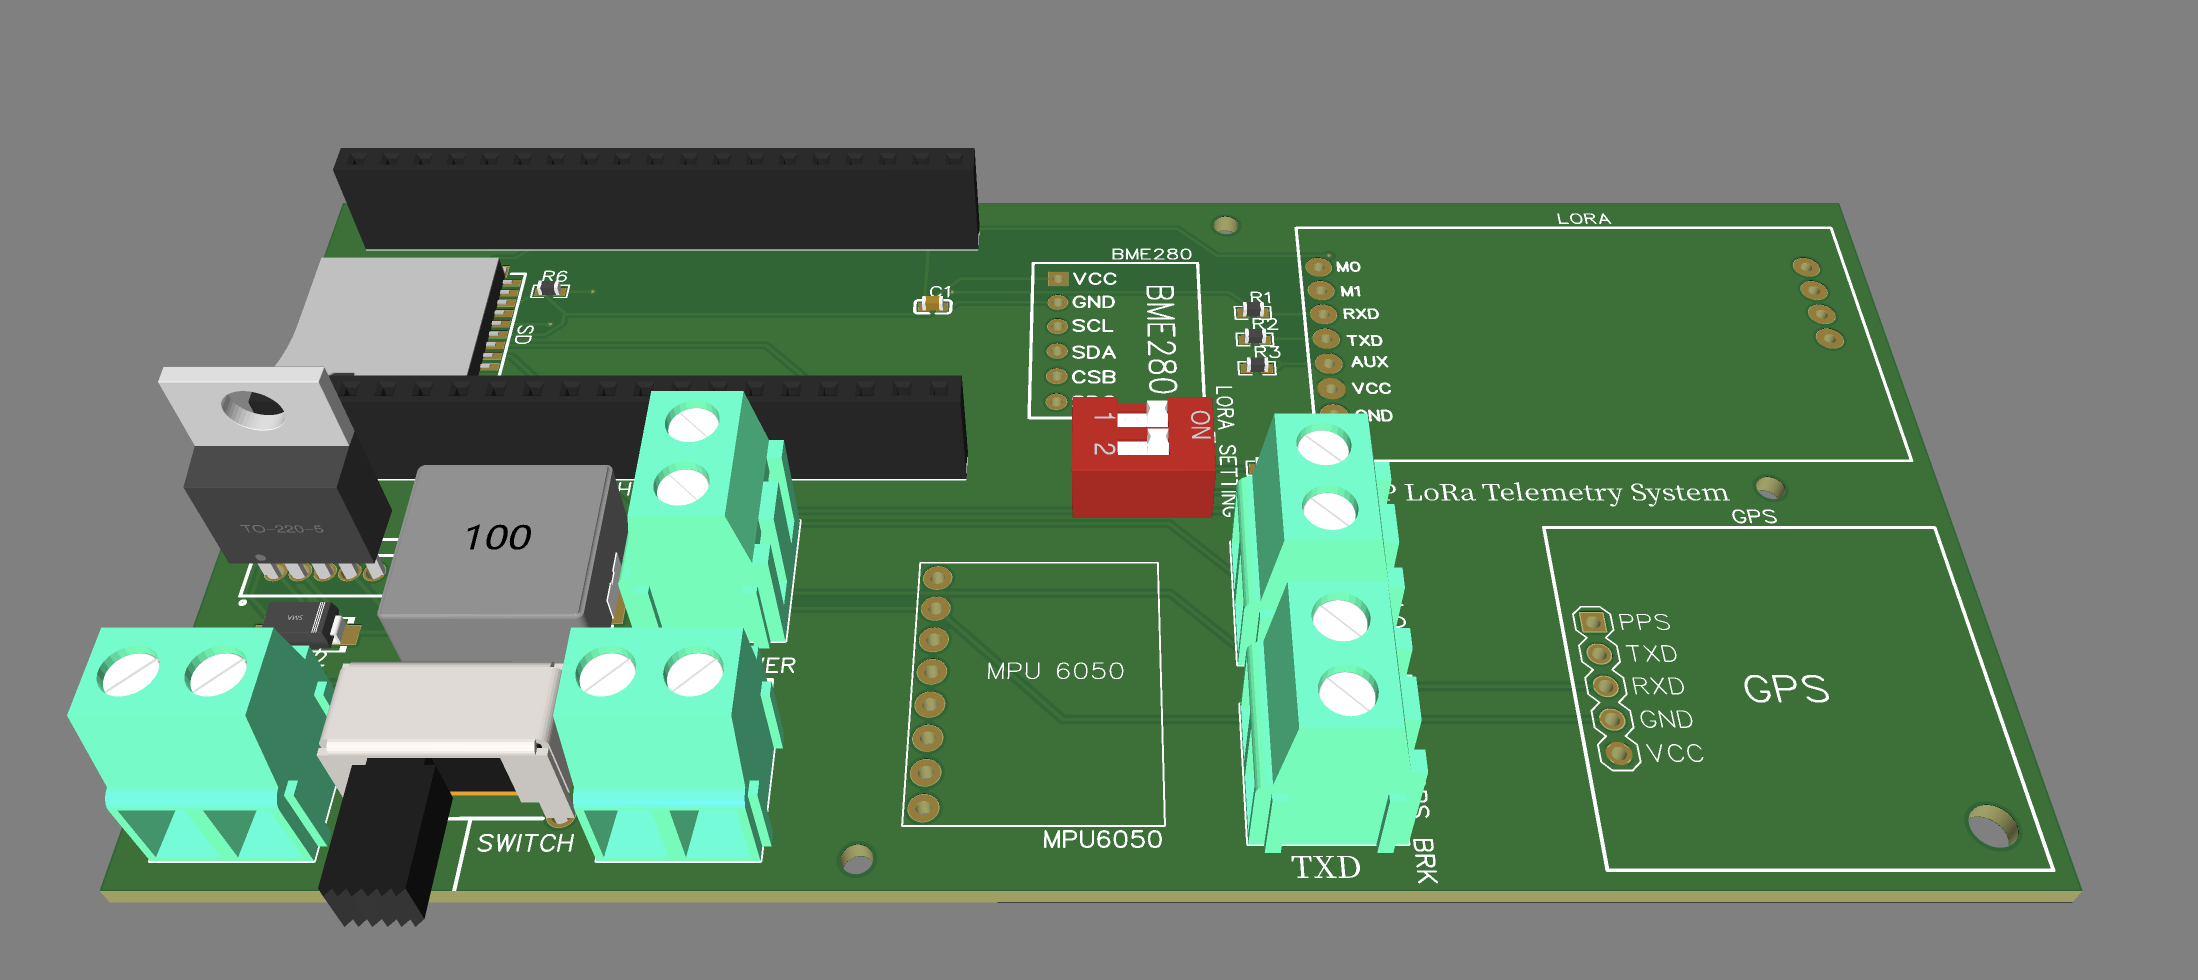 LORA
M0
M1
RXD
TXD
AUX
VCC
GND
BME280
VCC
GND
SCL
SDA
CSB
BME280
R6
SD
C1
R1
R2
R3
1
2
ON
LORA SETTING
LoRa Telemetry System
GPS
TO-220-5
100
SMA
MPU 6050
MPU6050
PPS
TXD
RXD
GND
VCC
GPS
SWITCH
TXD
BRK